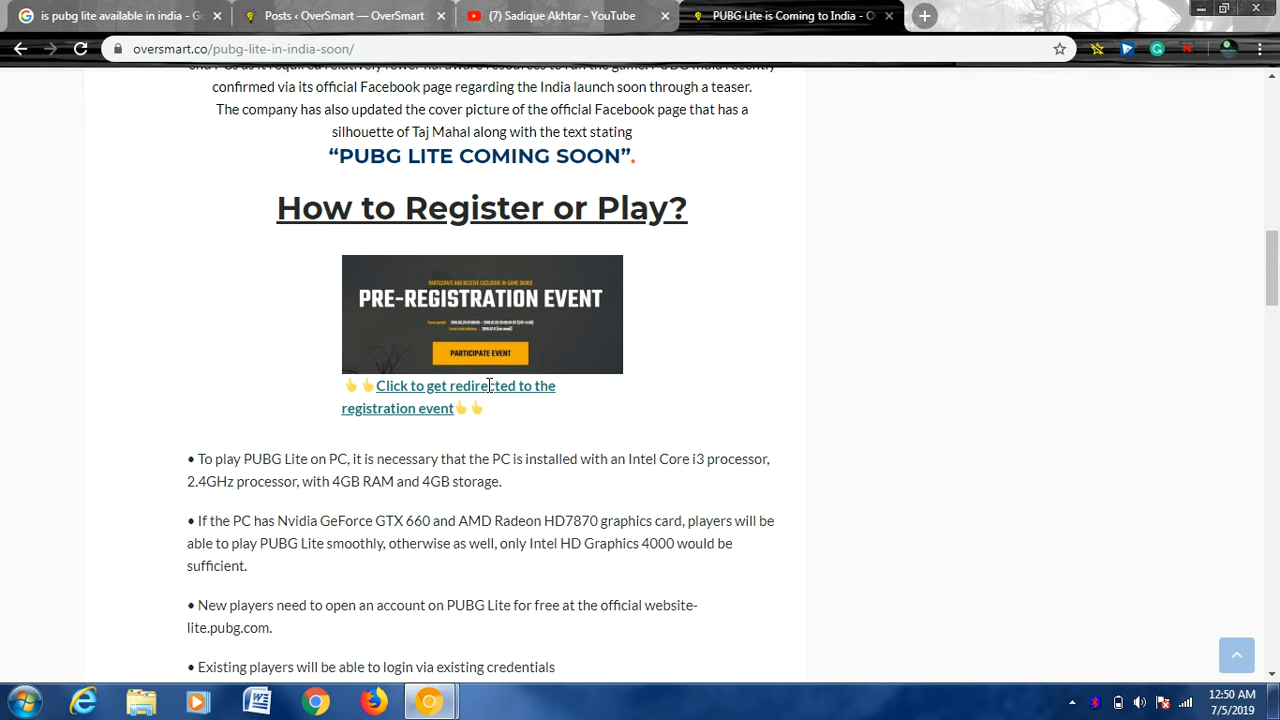 is pubg lite available in india - Go
Posts ‹ OverSmart — OverSmart
(7) Sadique Akhtar - YouTube
PUBG Lite is Coming to India - O
oversmart.co/pubg-lite-in-india-soon/
confirmed via its official Facebook page regarding the India launch soon through a teaser.
The company has also updated the cover picture of the official Facebook page that has a
silhouette of Taj Mahal along with the text stating
“PUBG LITE COMING SOON”.
How to Register or Play?
PARTICIPATE AND RECEIVE EXCLUSIVE IN-GAME GOODS!
PRE-REGISTRATION EVENT
PARTICIPATE EVENT
Click to get redirected to the
registration event
• To play PUBG Lite on PC, it is necessary that the PC is installed with an Intel Core i3 processor,
2.4GHz processor, with 4GB RAM and 4GB storage.
• If the PC has Nvidia GeForce GTX 660 and AMD Radeon HD7870 graphics card, players will be
able to play PUBG Lite smoothly, otherwise as well, only Intel HD Graphics 4000 would be
sufficient.
• New players need to open an account on PUBG Lite for free at the official website-
lite.pubg.com.
• Existing players will be able to login via existing credentials
12:50 AM
7/5/2019